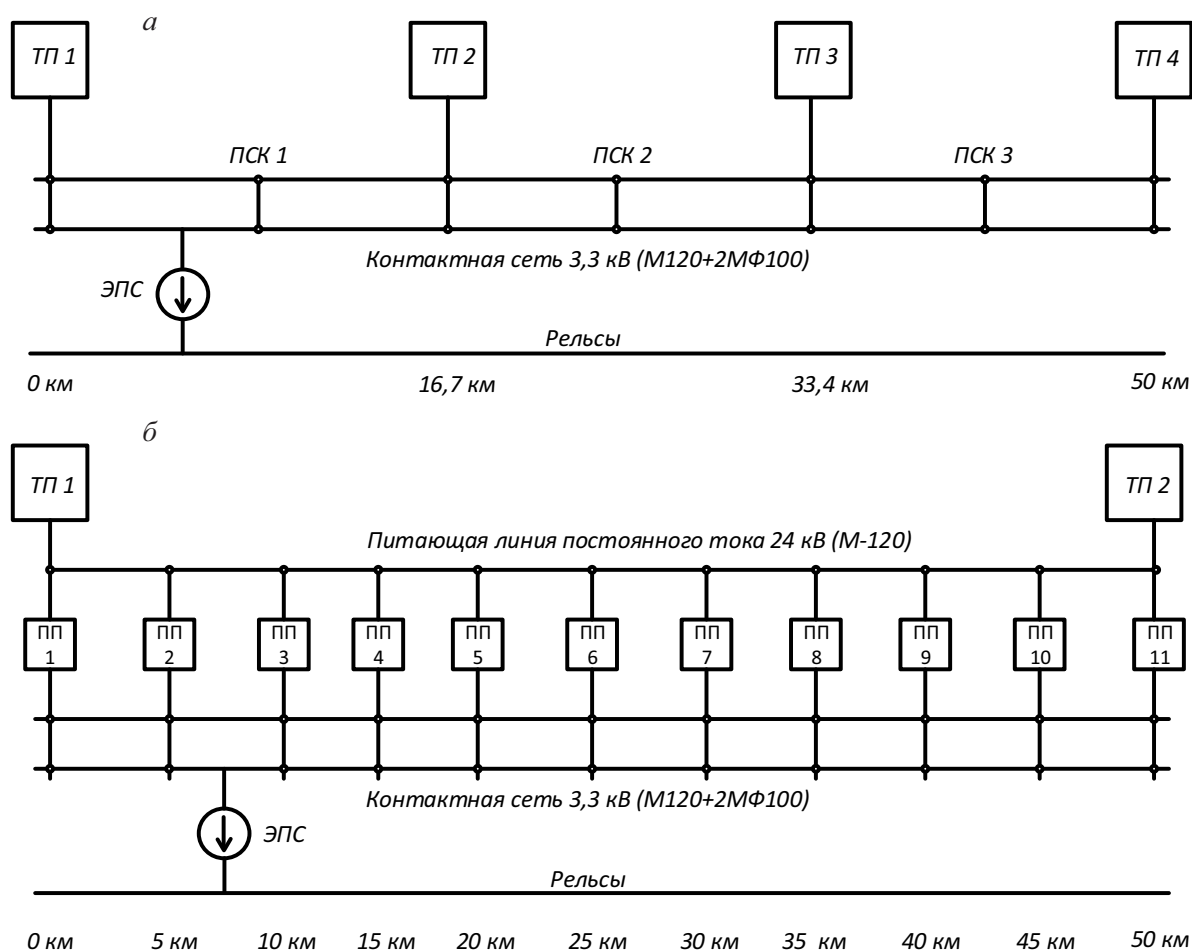 а
ТП 1 ТП 2 ТП 3 ТП 4
ПСК 1 ПСК 2 ПСК 3
Контактная сеть 3,3 кВ (М120+2МФ100)
ЭПС
Рельсы
0 км 16,7 км 33,4 км 50 км
б
ТП 1 ТП 2
Питающая линия постоянного тока 24 кВ (М-120)
ПП ПП ПП ПП ПП ПП ПП ПП ПП ПП ПП
1 2 3 4 5 6 7 8 9 10 11
Контактная сеть 3,3 кВ (М120+2МФ100)
ЭПС
Рельсы
0 км 5 км 10 км 15 км 20 км 25 км 30 км 35 км 40 км 45 км 50 км